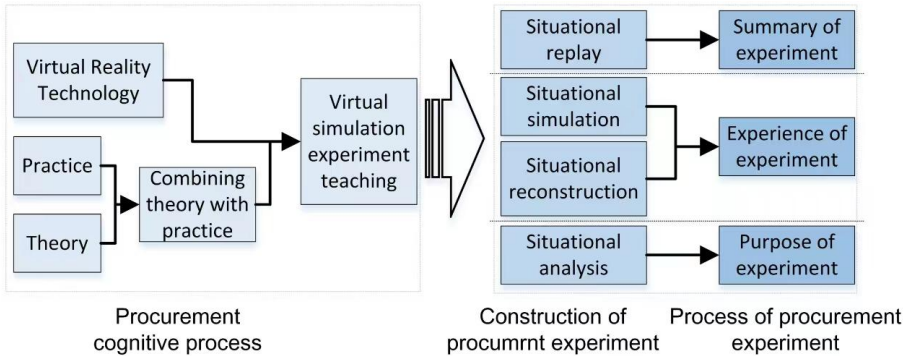 Virtual Reality
Technology
Practice
Theory
Combining
theory with
practice
Virtual
simulation
experiment
teaching
Situational
replay
Summary of
experiment
Situational
simulation
Situational
reconstruction
Experience of
experiment
Situational
analysis
Purpose of
experiment
Procurement
cognitive process
Construction of
procumrnt experiment
Process of procurement
experiment